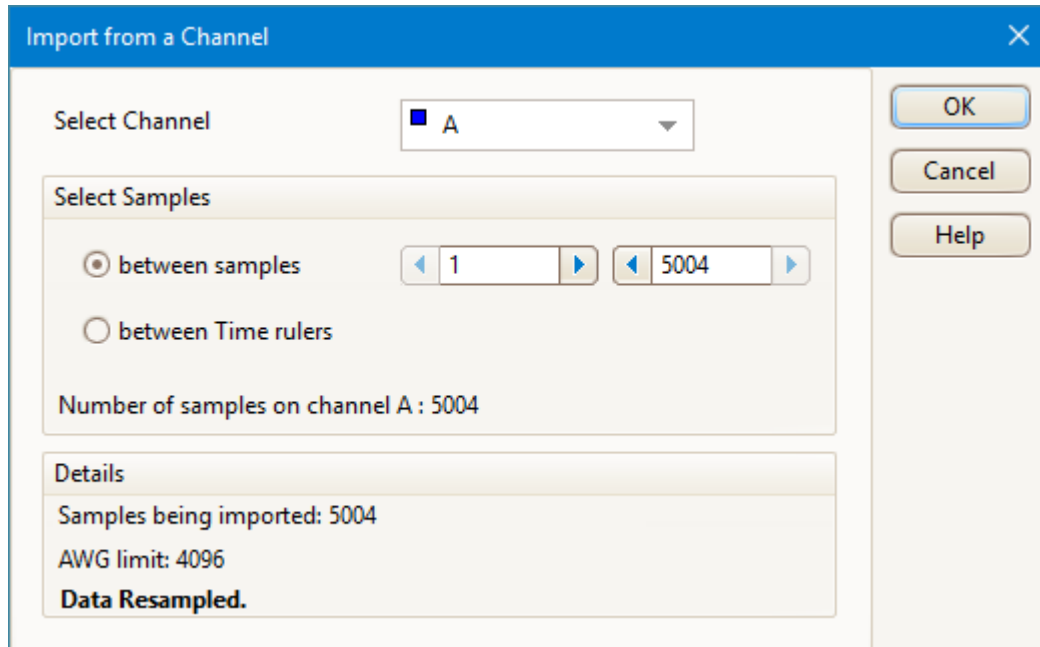 Import from a Channel
Select Channel
A
OK
Cancel
Help
Select Samples
between samples 1 5004
between Time rulers
Number of samples on channel A : 5004
Details
Samples being imported: 5004
AWG limit: 4096
Data Resampled.